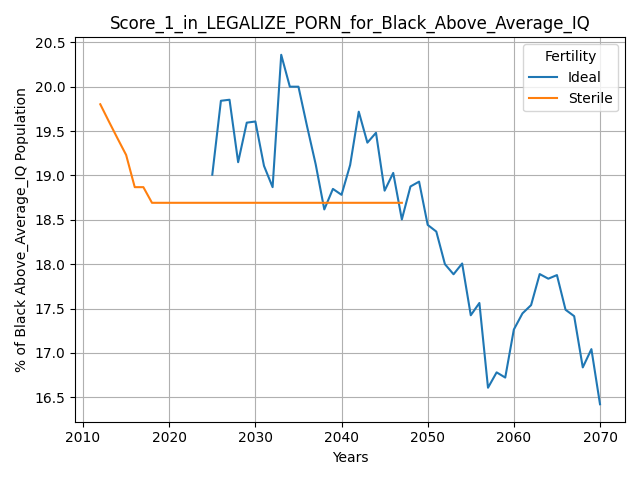 Score_1_in_LEGALIZE_PORN_for_Black_Above_Average_IQ
% of Black Above_Average_IQ Population
20.5
20.0
19.5
19.0
18.5
18.0
17.5
17.0
16.5
Fertility
Ideal
Sterile
2010 2020 2030 2040 2050 2060 2070
Years